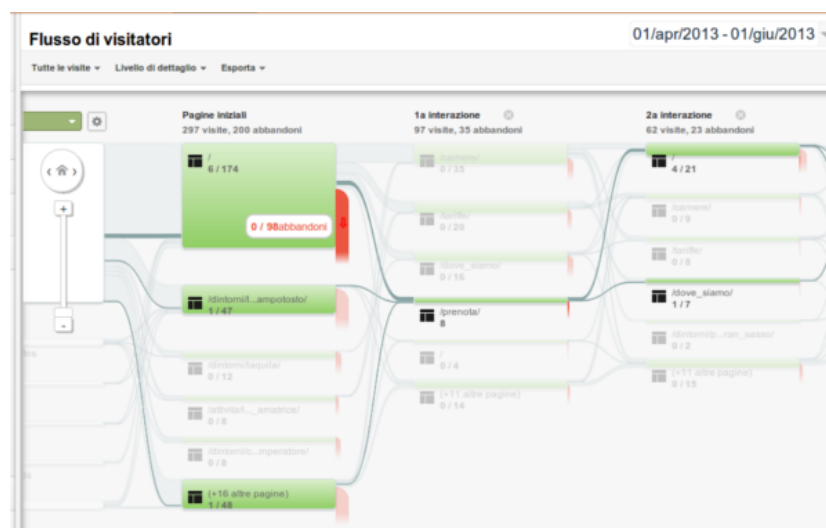 Flusso di visitatori
01/apr/2013 - 01/giu/2013
Tutte le visite
Livello di dettaglio
Esporta
Pagine iniziali
297 visite, 200 abbandoni
1a interazione
97 visite, 35 abbandoni
2a interazione
62 visite, 23 abbandoni
/
6 / 174
0 / 98abbandoni
/dintorni/l...ampotosto/
1 / 47
/dintorni/laquila/
0 / 12
/attivita/l..._amatrice/
0 / 8
/dintorni/c...mperatore/
0 / 8
(+16 altre pagine)
1 / 48
/camere/
0 / 35
/tariffe/
0 / 20
/dove_siamo/
0 / 16
/prenota/
8
/
0 / 4
(+11 altre pagine)
0 / 14
/
4 / 21
/camere/
0 / 9
/tariffe/
0 / 8
/dove_siamo/
1 / 7
/dintorni/p...ran_sasso/
0 / 2
(+11 altre pagine)
0 / 15